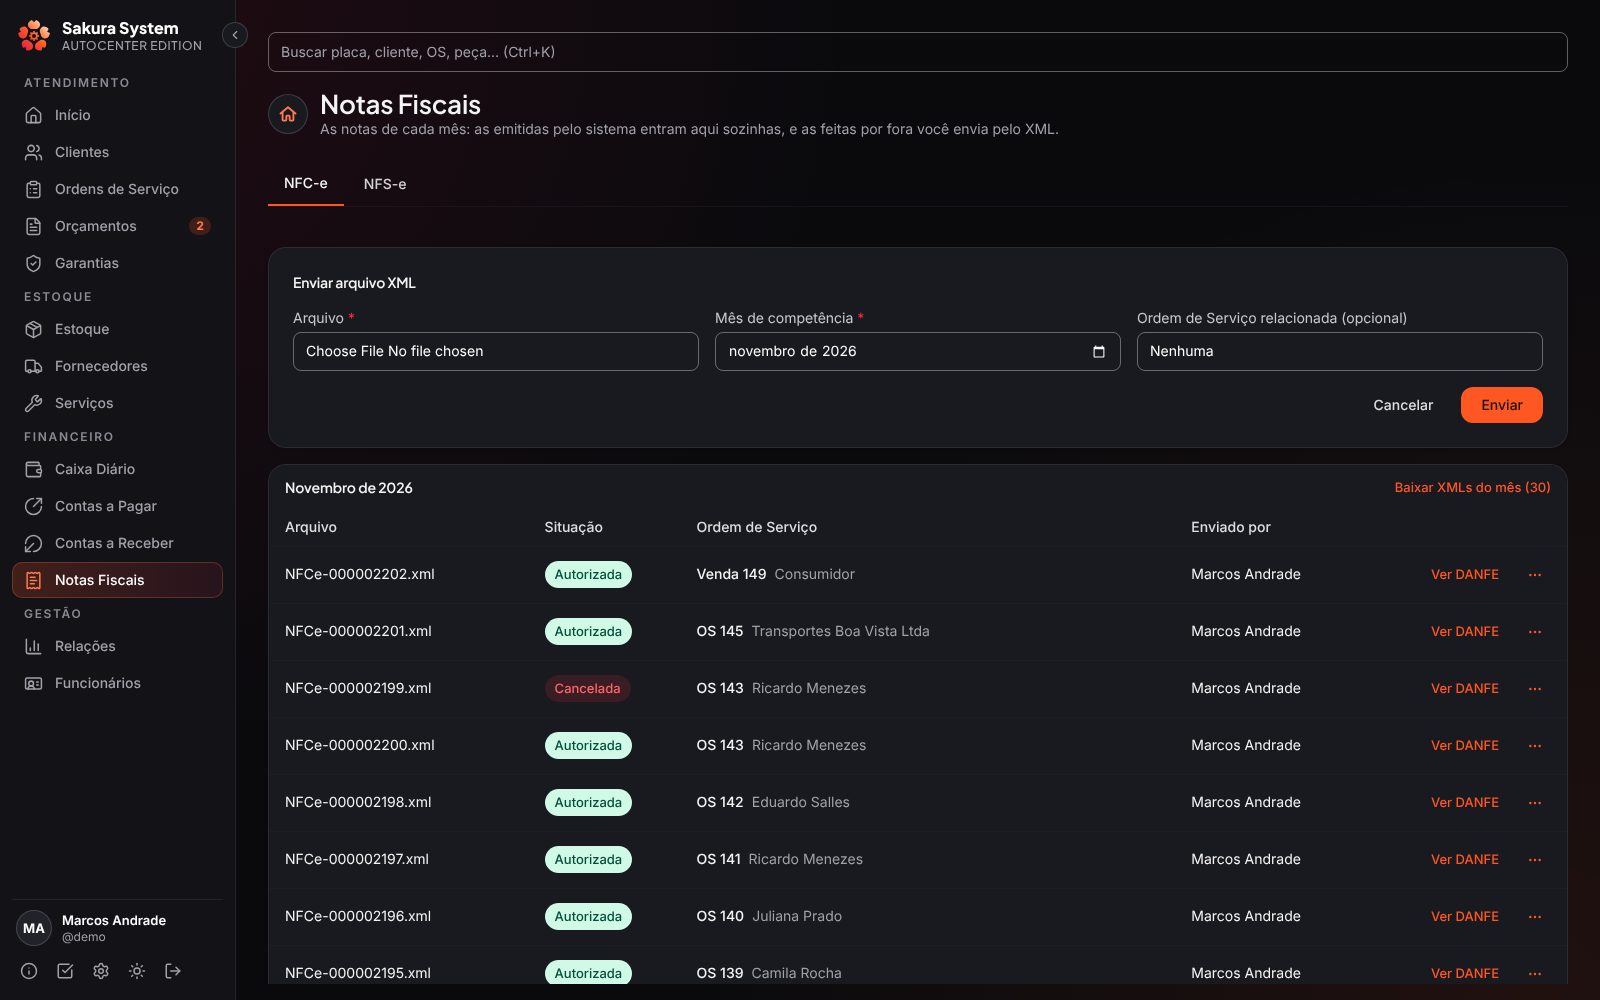 Sakura System
AUTOCENTER EDITION
ATENDIMENTO
Início
Clientes
Ordens de Serviço
Orçamentos 2
Garantias
ESTOQUE
Estoque
Fornecedores
Serviços
FINANCEIRO
Caixa Diário
Contas a Pagar
Contas a Receber
Notas Fiscais
GESTÃO
Relações
Funcionários
MA Marcos Andrade
@demo
Buscar placa, cliente, OS, peça... (Ctrl+K)
Notas Fiscais
As notas de cada mês: as emitidas pelo sistema entram aqui sozinhas, e as feitas por fora você envia pelo XML.
NFC-e NFS-e
Enviar arquivo XML
Arquivo * Mês de competência * Ordem de Serviço relacionada (opcional)
Choose File No file chosen novembro de 2026 Nenhuma
Cancelar Enviar
Novembro de 2026 Baixar XMLs do mês (30)
Arquivo Situação Ordem de Serviço Enviado por
NFCe-000002202.xml Autorizada Venda 149 Consumidor Marcos Andrade Ver DANFE ...
NFCe-000002201.xml Autorizada OS 145 Transportes Boa Vista Ltda Marcos Andrade Ver DANFE ...
NFCe-000002199.xml Cancelada OS 143 Ricardo Menezes Marcos Andrade Ver DANFE ...
NFCe-000002200.xml Autorizada OS 143 Ricardo Menezes Marcos Andrade Ver DANFE ...
NFCe-000002198.xml Autorizada OS 142 Eduardo Salles Marcos Andrade Ver DANFE ...
NFCe-000002197.xml Autorizada OS 141 Ricardo Menezes Marcos Andrade Ver DANFE ...
NFCe-000002196.xml Autorizada OS 140 Juliana Prado Marcos Andrade Ver DANFE ...
NFCe-000002195.xml Autorizada OS 139 Camila Rocha Marcos Andrade Ver DANFE ...